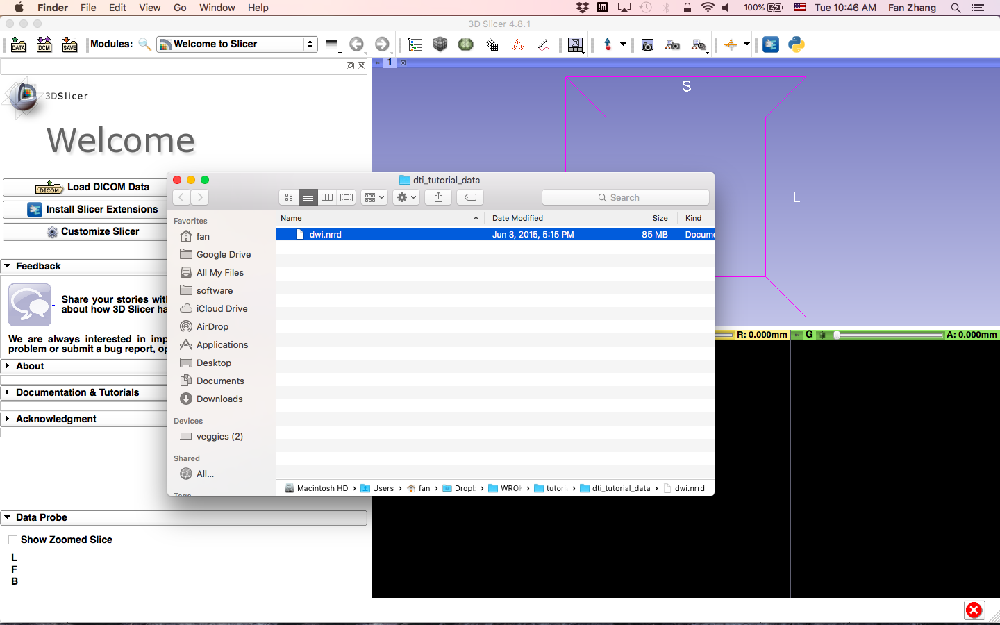 Finder File Edit View Go Window Help 100% Tue 10:46 AM Fan Zhang
3D Slicer 4.8.1
DATA DCM SAVE Modules: Welcome to Slicer
1
S
3DSlicer
Welcome
L
DICOM Load DICOM Data
Install Slicer Extensions
Customize Slicer
Feedback
Share your stories wit
about how 3D Slicer ha
We are always interested in imp
problem or submit a bug report, op
About
Documentation & Tutorials
Acknowledgment
dti_tutorial_data
Search
Favorites
fan
Google Drive
All My Files
software
iCloud Drive
AirDrop
Applications
Desktop
Documents
Downloads
Devices
veggies (2)
Shared
All...
Name Date Modified Size Kind
dwi.nrrd Jun 3, 2015, 5:15 PM 85 MB Docume
Macintosh HD › Users › fan › Dropb › WROK › tutoria › dti_tutorial_data › dwi.nrrd
R: 0.000mm G A: 0.000mm
Data Probe
Show Zoomed Slice
L
F
B